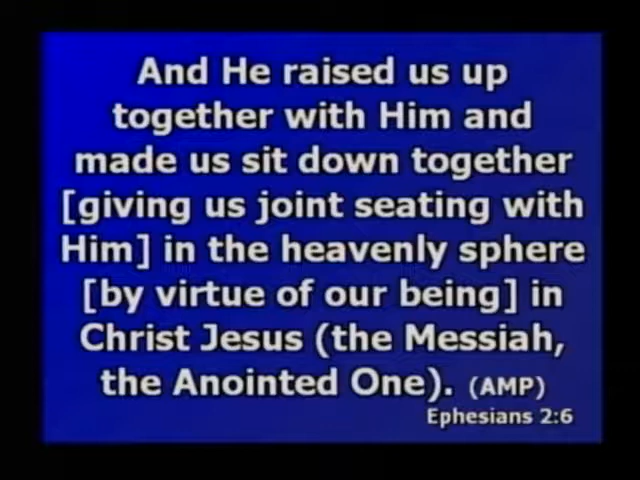 And He raised us up
together with Him and
made us sit down together
[giving us joint seating with
Him] in the heavenly sphere
[by virtue of our being] in
Christ Jesus (the Messiah,
the Anointed One). (AMP)
Ephesians 2:6